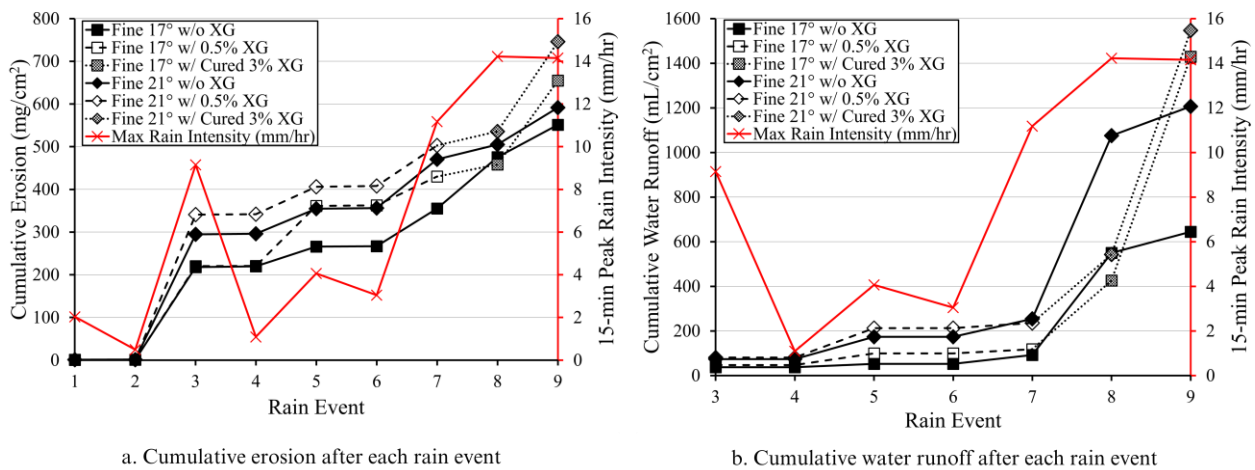 Cumulative Erosion (mg/cm²)
800
700
600
500
400
300
200
100
0
Fine 17° w/o XG
Fine 17° w/ 0.5% XG
Fine 17° w/ Cured 3% XG
Fine 21° w/o XG
Fine 21° w/ 0.5% XG
Fine 21° w/ Cured 3% XG
Max Rain Intensity (mm/hr)
16
14
12
10
8
6
4
2
0
15-min Peak Rain Intensity (mm/hr)
1 2 3 4 5 6 7 8 9
Rain Event
a. Cumulative erosion after each rain event
Cumulative Water Runoff (mL/cm²)
1600
1400
1200
1000
800
600
400
200
0
Fine 17° w/o XG
Fine 17° w/ 0.5% XG
Fine 17° w/ Cured 3% XG
Fine 21° w/o XG
Fine 21° w/ 0.5% XG
Fine 21° w/ Cured 3% XG
Max Rain Intensity (mm/hr)
16
14
12
10
8
6
4
2
0
15-min Peak Rain Intensity (mm/hr)
3 4 5 6 7 8 9
Rain Event
b. Cumulative water runoff after each rain event